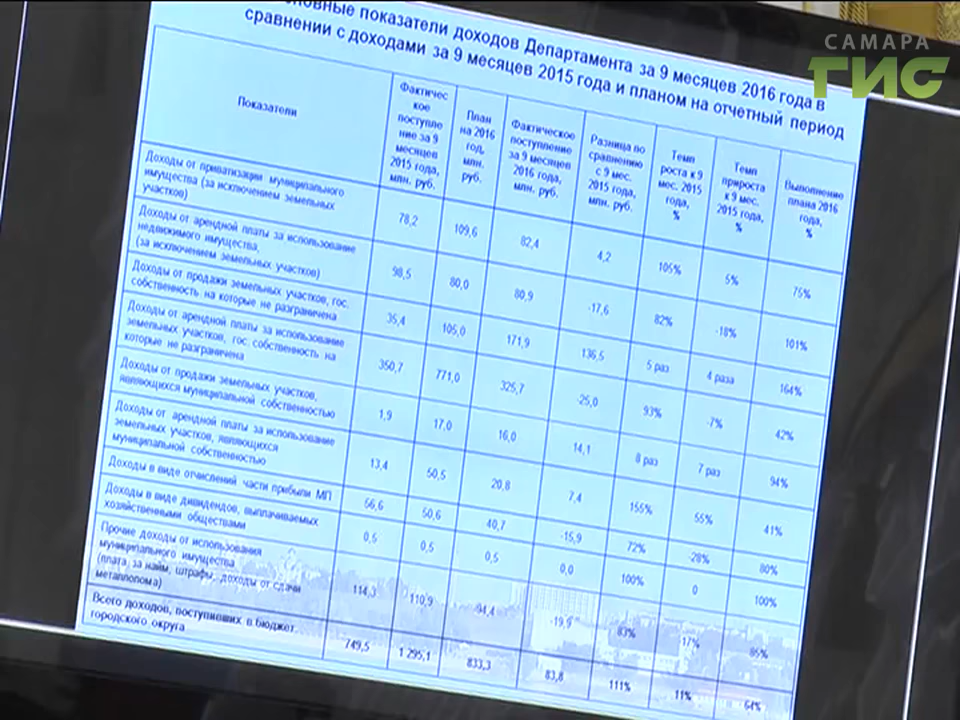 САМАРА
ГИС
показатели доходов Департамента за 9 месяцев 2016 года в
сравнении с доходами за 9 месяцев 2015 года и планом на отчетный период
Показатели
Фактичес
кое
поступле
ние за 9
месяцев
2015 года,
млн. руб.
План
на 2016
год,
млн.
руб.
Фактическое
поступление
за 9 месяцев
2016 года,
млн. руб.
Разница по
сравнению
с 9 мес.
2015 года,
млн. руб.
Темп
роста к 9
мес. 2015
года,
%
Темп
прироста
к 9 мес.
2015 года,
%
Выполнение
плана 2016
года,
%
Доходы от приватизации муниципального
имущества (за исключением земельных
участков)
78,2 109,6 82,4 4,2 105% 5% 75%
Доходы от арендной платы за использование
недвижимого имущества,
(за исключением земельных участков)
98,5 80,0 80,9 -17,6 82% -18% 101%
Доходы от продажи земельных участков, гос.
собственность на которые не разграничена
35,4 105,0 171,9 136,5 5 раз 4 раза 164%
Доходы от арендной платы за использование
земельных участков, гос. собственность на
которые не разграничена
350,7 771,0 325,7 -25,0 93% -7% 42%
Доходы от продажи земельных участков,
являющихся муниципальной собственностью
1,9 17,0 16,0 14,1 8 раз 7 раз 94%
Доходы от арендной платы за использование
земельных участков, являющихся
муниципальной собственностью
13,4 50,5 20,8 7,4 155% 55% 41%
Доходы в виде отчислений части прибыли МП
56,6 50,6 40,7 -15,9 72% -28% 80%
Доходы в виде дивидендов, выплачиваемых
хозяйственными обществами
0,5 0,5 0,5 0,0 100% 0 100%
Прочие доходы от использования
муниципального имущества
(плата за найм, штрафы, доходы от сдачи
металлолома)
114,3 110,9 94,4 -19,9 83% 17% 85%
Всего доходов, поступивших в бюджет
городского округа
749,5 1 295,1 833,3 83,8 111% 11% 64%